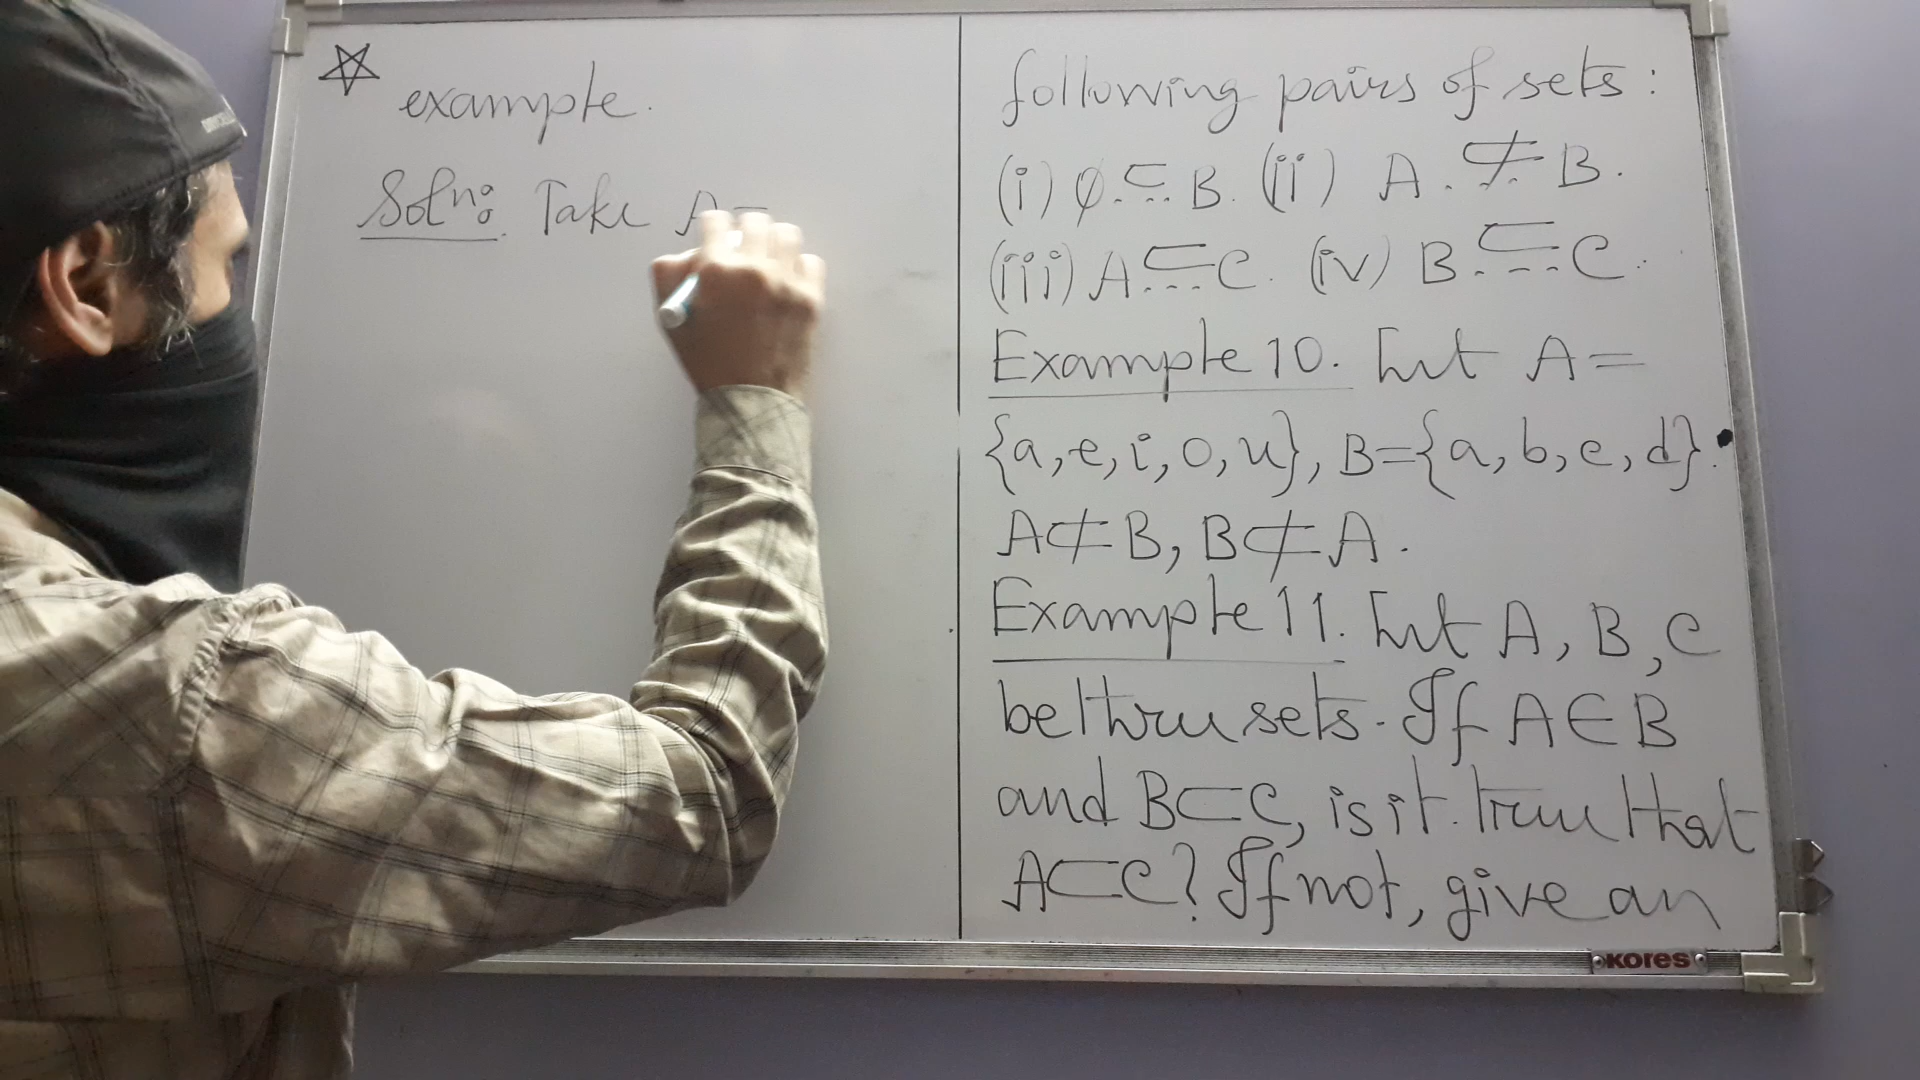 example.
Soln: Take A =
following pairs of sets:
(i) ∅ . ⊂ . B. (ii) A . ⊄ . B.
(iii) A ... ⊂ ... C. (iv) B ... ⊂ ... C.
Example 10. Let A =
{a, e, i, o, u}, B = {a, b, c, d}.
A ⊄ B, B ⊄ A.
Example 11. Let A, B, C
be three sets. If A ∈ B
and B ⊂ C, is it true that
A ⊂ C? If not, give an
KORES